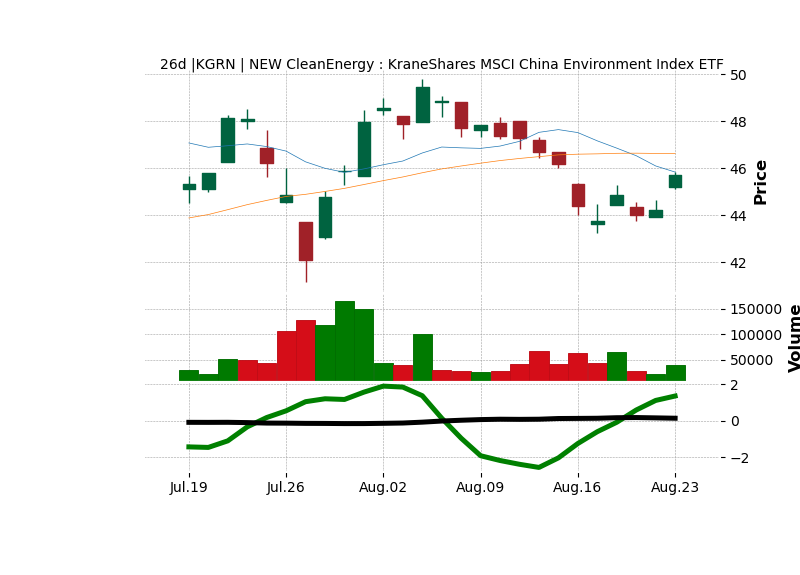 26d |KGRN | NEW CleanEnergy : KraneShares MSCI China Environment Index ETF
50
48
46
44
42
Price
150000
100000
50000
Volume
2
0
−2
Jul.19 Jul.26 Aug.02 Aug.09 Aug.16 Aug.23